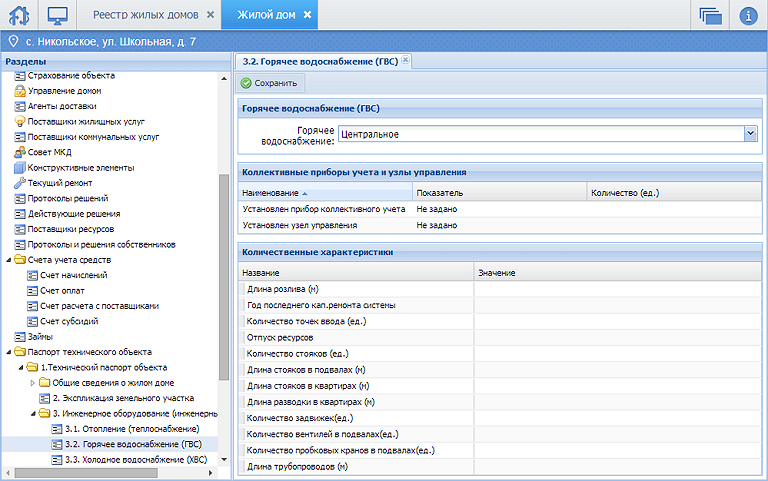 Реестр жилых домов
Жилой дом
с. Никольское, ул. Школьная, д. 7
Разделы
Страхование объекта
Управление домом
Агенты доставки
Поставщики жилищных услуг
Поставщики коммунальных услуг
Совет МКД
Конструктивные элементы
Текущий ремонт
Протоколы решений
Действующие решения
Поставщики ресурсов
Протоколы и решения собственников
Счета учета средств
Счет начислений
Счет оплат
Счет расчета с поставщиками
Счет субсидий
Займы
Паспорт технического объекта
1.Технический паспорт объекта
Общие сведения о жилом доме
2. Экспликация земельного участка
3. Инженерное оборудование (инженерны
3.1. Отопление (теплоснабжение)
3.2. Горячее водоснабжение (ГВС)
3.3. Холодное водоснабжение (ХВС)
3.2. Горячее водоснабжение (ГВС)
Сохранить
Горячее водоснабжение (ГВС)
Горячее
водоснабжение:
Центральное
Коллективные приборы учета и узлы управления
Наименование Показатель Количество (ед.)
Установлен прибор коллективного учета Не задано
Установлен узел управления Не задано
Количественные характеристики
Название Значение
Длина розлива (м)
Год последнего кап.ремонта системы
Количество точек ввода (ед.)
Отпуск ресурсов
Количество стояков (ед.)
Длина стояков в подвалах (м)
Длина стояков в квартирах (м)
Длина разводки в квартирах (м)
Количество задвижек(ед.)
Количество вентилей в подвалах(ед.)
Количество пробковых кранов в подвалах(ед.)
Длина трубопроводов (м)